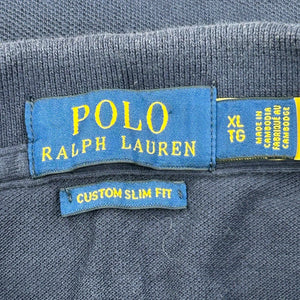 POLO
RALPH LAUREN
XL
TG
MADE IN
CAMBODIA
FABRIQUÉ AU
CAMBODGE
CUSTOM SLIM FIT